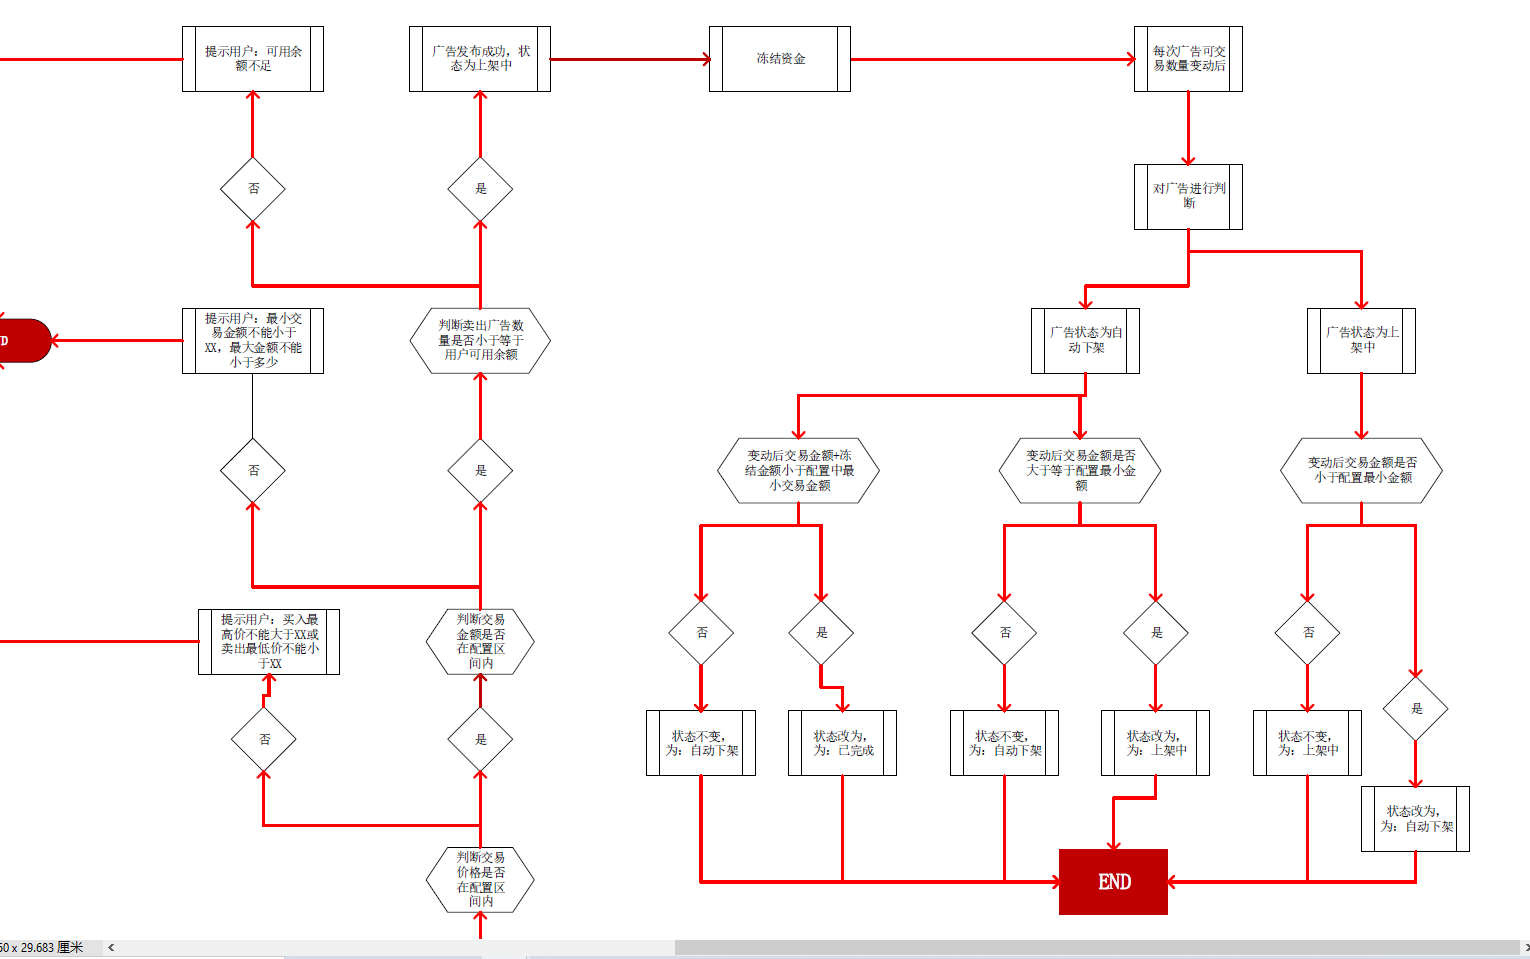 提示用户：可用余
额不足
广告发布成功，状
态为上架中
冻结资金
每次广告可交
易数量变动后
否
是
对广告进行判
断
D
提示用户：最小交
易金额不能小于
XX，最大金额不能
小于多少
判断卖出广告数
量是否小于等于
用户可用余额
广告状态为自
动下架
广告状态为上
架中
否
是
变动后交易金额+冻
结金额小于配置中最
小交易金额
变动后交易金额是否
大于等于配置最小金
额
变动后交易金额是否
小于配置最小金额
提示用户：买入最
高价不能大于XX或
卖出最低价不能小
于XX
判断交易
金额是否
在配置区
间内
否
是
否
是
否
是
否
是
状态不变，
为：自动下架
状态改为，
为：已完成
状态不变，
为：自动下架
状态改为，
为：上架中
状态不变，
为：上架中
状态改为，
为：自动下架
判断交易
价格是否
在配置区
间内
END
60 x 29.683 厘米